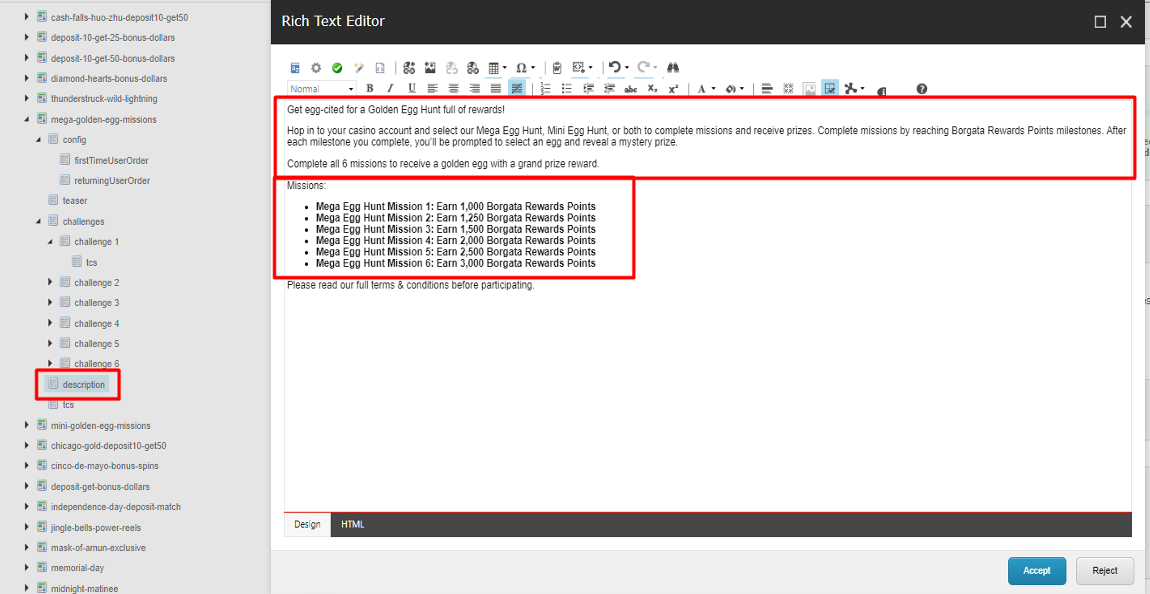 cash-falls-huo-zhu-deposit10-get50
deposit-10-get-25-bonus-dollars
deposit-10-get-50-bonus-dollars
diamond-hearts-bonus-dollars
thunderstruck-wild-lightning
mega-golden-egg-missions
config
firstTimeUserOrder
returningUserOrder
teaser
challenges
challenge 1
tcs
challenge 2
challenge 3
challenge 4
challenge 5
challenge 6
description
tcs
mini-golden-egg-missions
chicago-gold-deposit10-get50
cinco-de-mayo-bonus-spins
deposit-get-bonus-dollars
independence-day-deposit-match
jingle-bells-power-reels
mask-of-amun-exclusive
memorial-day
midnight-matinee
Rich Text Editor
Normal
B I U abc X₂ X² A
Get egg-cited for a Golden Egg Hunt full of rewards!
Hop in to your casino account and select our Mega Egg Hunt, Mini Egg Hunt, or both to complete missions and receive prizes. Complete missions by reaching Borgata Rewards Points milestones. After
each milestone you complete, you'll be prompted to select an egg and reveal a mystery prize.
Complete all 6 missions to receive a golden egg with a grand prize reward.
Missions:
• Mega Egg Hunt Mission 1: Earn 1,000 Borgata Rewards Points
• Mega Egg Hunt Mission 2: Earn 1,250 Borgata Rewards Points
• Mega Egg Hunt Mission 3: Earn 1,500 Borgata Rewards Points
• Mega Egg Hunt Mission 4: Earn 2,000 Borgata Rewards Points
• Mega Egg Hunt Mission 5: Earn 2,500 Borgata Rewards Points
• Mega Egg Hunt Mission 6: Earn 3,000 Borgata Rewards Points
Please read our full terms & conditions before participating.
Design HTML
Accept Reject